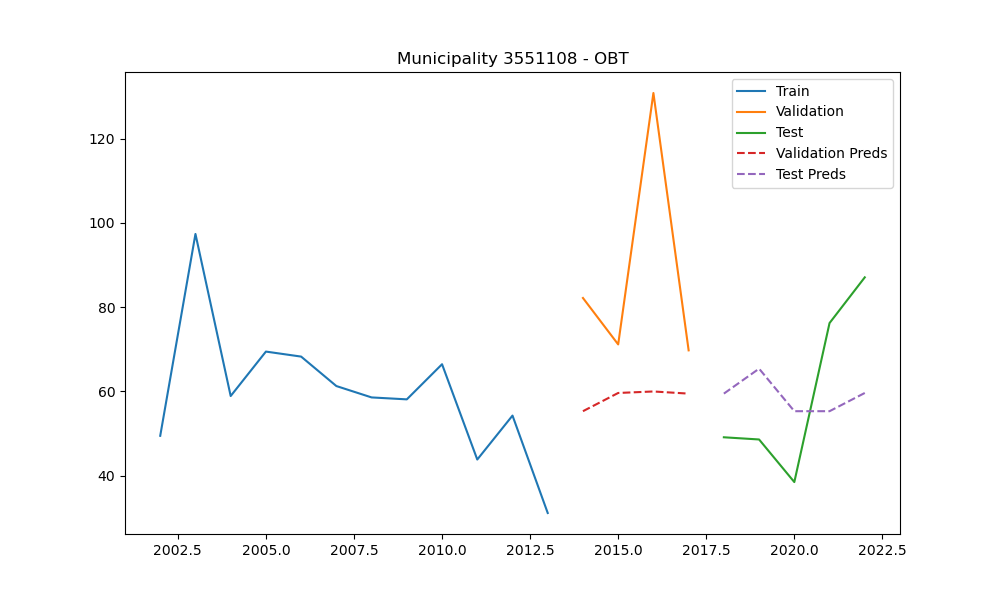 Municipality 3551108 - OBT
Train
Validation
Test
Validation Preds
Test Preds
120
100
80
60
40
2002.5 2005.0 2007.5 2010.0 2012.5 2015.0 2017.5 2020.0 2022.5